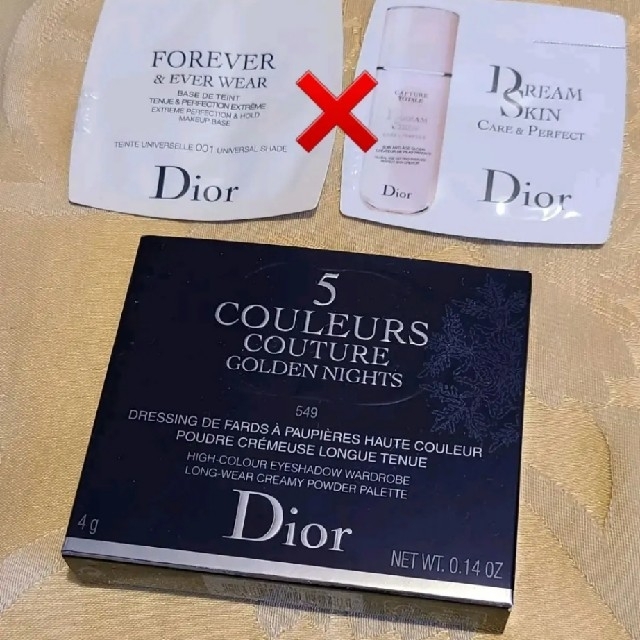 FOREVER
& EVER WEAR
BASE DE TEINT
TENUE & PERFECTION EXTRÊME
EXTREME PERFECTION & HOLD
MAKEUP BASE
TEINTE UNIVERSELLE 001 UNIVERSAL SHADE
Dior
CAPTURE
TOTALE
Dior
DREAM
SKIN
CARE & PERFECT
Dior
5
COULEURS
COUTURE
GOLDEN NIGHTS
549
DRESSING DE FARDS À PAUPIÈRES HAUTE COULEUR
POUDRE CRÉMEUSE LONGUE TENUE
HIGH-COLOUR EYESHADOW WARDROBE
LONG-WEAR CREAMY POWDER PALETTE
Dior
4 g
NET WT. 0.14 OZ